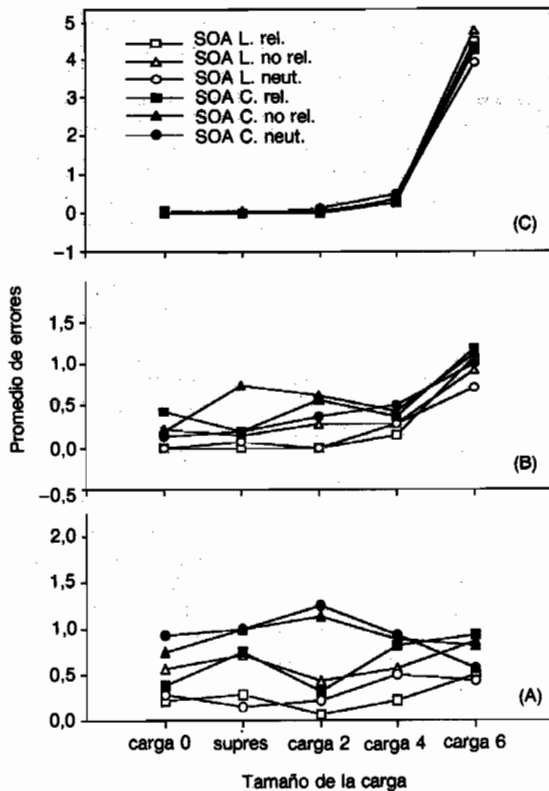 5
4
3
2
1
0
−1
SOA L. rel.
SOA L. no rel.
SOA L. neut.
SOA C. rel.
SOA C. no rel.
SOA C. neut.
(C)
Promedio de errores
1,5
1,0
0,5
0,0
−0,5
(B)
2,0
1,5
1,0
0,5
0,0
(A)
carga 0 supres carga 2 carga 4 carga 6
Tamaño de la carga